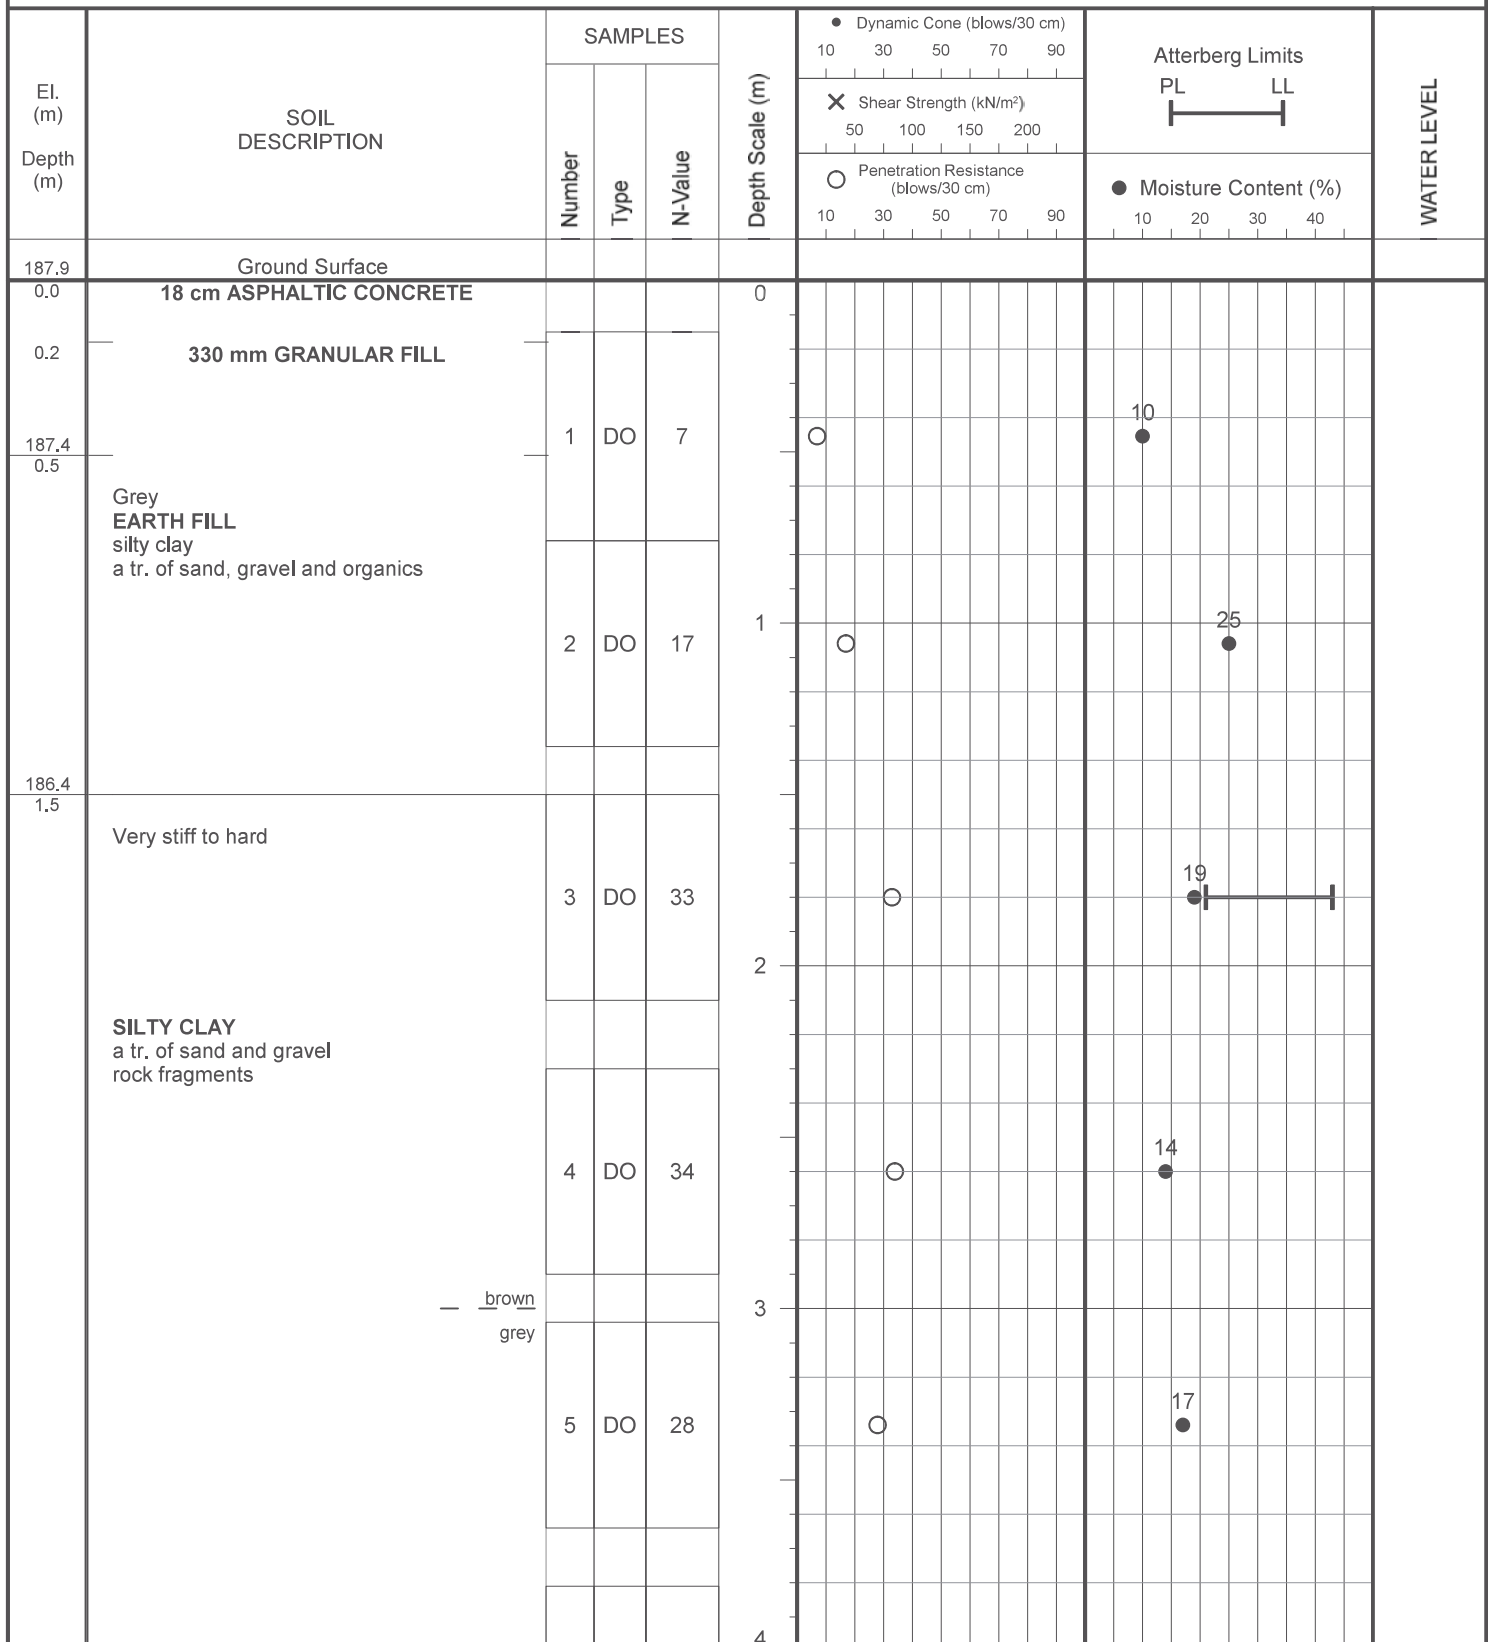 SAMPLES
El.
(m)
Depth
(m)
SOIL
DESCRIPTION
Number
Type
N-Value
Depth Scale (m)
● Dynamic Cone (blows/30 cm)
10 30 50 70 90
✕ Shear Strength (kN/m²)
50 100 150 200
○ Penetration Resistance
(blows/30 cm)
10 30 50 70 90
Atterberg Limits
PL LL
● Moisture Content (%)
10 20 30 40
WATER LEVEL
187.9 Ground Surface
0.0 18 cm ASPHALTIC CONCRETE 0
0.2 330 mm GRANULAR FILL
10
187.4 1 DO 7
0.5
Grey
EARTH FILL
silty clay
a tr. of sand, gravel and organics
1 25
2 DO 17
186.4
1.5
Very stiff to hard
19
3 DO 33
2
SILTY CLAY
a tr. of sand and gravel
rock fragments
14
4 DO 34
brown
3
grey
17
5 DO 28
4